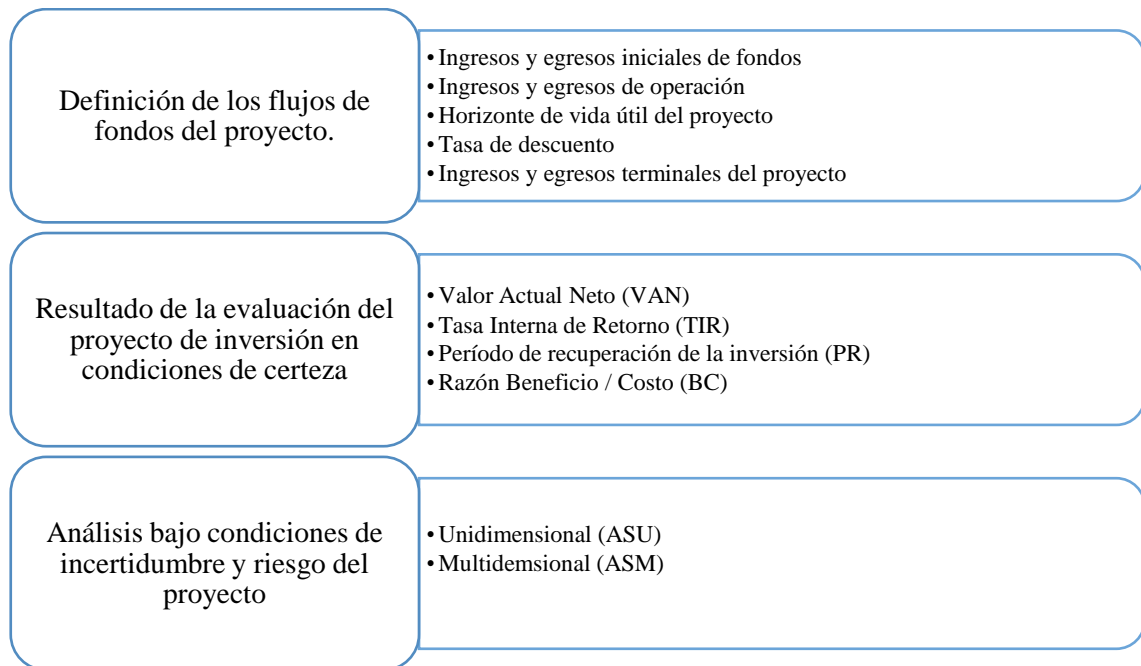 Definición de los flujos de
fondos del proyecto.
• Ingresos y egresos iniciales de fondos
• Ingresos y egresos de operación
• Horizonte de vida útil del proyecto
• Tasa de descuento
• Ingresos y egresos terminales del proyecto
Resultado de la evaluación del
proyecto de inversión en
condiciones de certeza
• Valor Actual Neto (VAN)
• Tasa Interna de Retorno (TIR)
• Período de recuperación de la inversión (PR)
• Razón Beneficio / Costo (BC)
Análisis bajo condiciones de
incertidumbre y riesgo del
proyecto
• Unidimensional (ASU)
• Multidemsional (ASM)